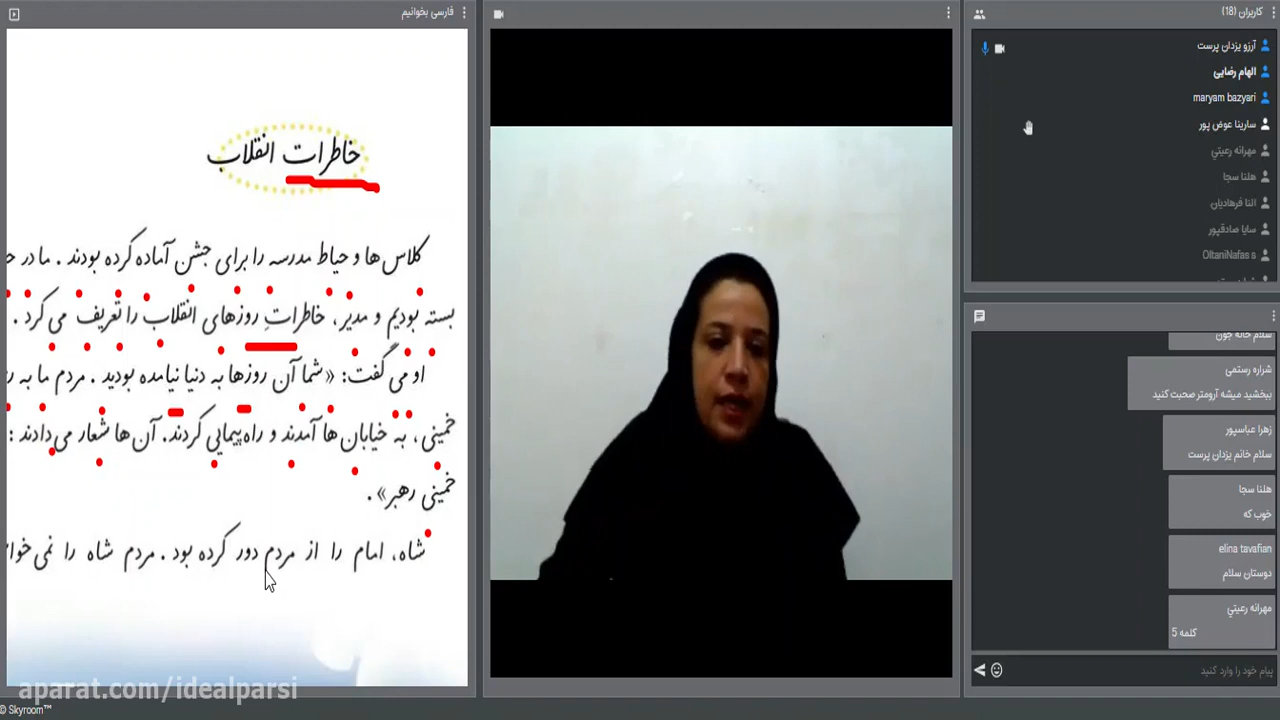 فارسی بخوانیم
خاطرات انقلاب
کلاس ها و حیاط مدرسه را برای جشن آماده کرده بودند . ما در
بسته بودیم و مدیر، خاطراتِ روزهای انقلاب را تعریف می کرد .
او می گفت: «شما آن روزها به دنیا نیامده بودید . مردم ما به
خمینی، به خیابان ها آمدند و راه پیمایی کردند. آن ها شعار می دادند :
خمینی رهبر» .
شاه، امام را از مردم دور کرده بود . مردم شاه را
aparat.com/idealparsi
© Skyroom™
کاربران (18)
آرزو یزدان پرست
الهام رضایی
maryam bazyari
سارینا عوض پور
مهرانه رعیتي
هلنا سجا
النا فرهادیان
سایا صادقپور
OltaniNafas s
سلام خاله جون
شراره رستمی
ببخشید میشه آرومتر صحبت کنید
زهرا عباسپور
سلام خانم یزدان پرست
هلنا سجا
خوب که
elina tavafian
دوستان سلام
مهرانه رعیتي
کلمه 5
پیام خود را وارد کنید